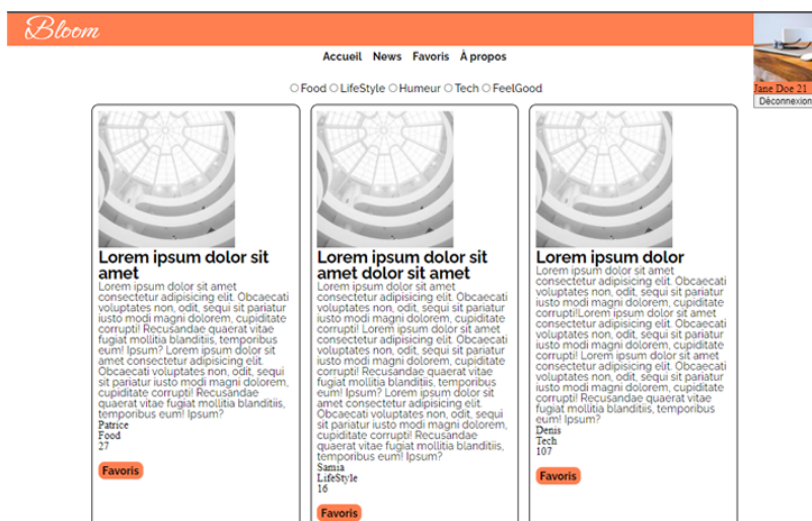 Bloom
Accueil News Favoris À propos
Food LifeStyle Humeur Tech FeelGood
Jane Doe 21
Déconnexion
Lorem ipsum dolor sit
amet
Lorem ipsum dolor sit amet
consectetur adipisicing elit. Obcaecati
voluptates non, odit, sequi sit pariatur
iusto modi magni dolorem, cupiditate
corrupti! Recusandae quaerat vitae
fugiat mollitia blanditiis, temporibus
eum! Ipsum? Lorem ipsum dolor sit
amet consectetur adipisicing elit.
Obcaecati voluptates non, odit, sequi
sit pariatur iusto modi magni dolorem,
cupiditate corrupti! Recusandae
quaerat vitae fugiat mollitia blanditiis,
temporibus eum! Ipsum?
Patrice
Food
27
Favoris
Lorem ipsum dolor sit
amet dolor sit amet
Lorem ipsum dolor sit amet
consectetur adipisicing elit. Obcaecati
voluptates non, odit, sequi sit pariatur
iusto modi magni dolorem, cupiditate
corrupti! Lorem ipsum dolor sit amet
consectetur adipisicing elit. Obcaecati
voluptates non, odit, sequi sit pariatur
iusto modi magni dolorem, cupiditate
corrupti! Recusandae quaerat vitae
fugiat mollitia blanditiis, temporibus
eum! Ipsum? Lorem ipsum dolor sit
amet consectetur adipisicing elit.
Obcaecati voluptates non, odit, sequi
sit pariatur iusto modi magni dolorem,
cupiditate corrupti! Recusandae
quaerat vitae fugiat mollitia blanditiis,
temporibus eum! Ipsum?
Samia
LifeStyle
16
Favoris
Lorem ipsum dolor
Lorem ipsum dolor sit amet
consectetur adipisicing elit. Obcaecati
voluptates non, odit, sequi sit pariatur
iusto modi magni dolorem, cupiditate
corrupti!Lorem ipsum dolor sit amet
consectetur adipisicing elit. Obcaecati
voluptates non, odit, sequi sit pariatur
iusto modi magni dolorem, cupiditate
corrupti! Lorem ipsum dolor sit amet
consectetur adipisicing elit. Obcaecati
voluptates non, odit, sequi sit pariatur
iusto modi magni dolorem, cupiditate
corrupti! Recusandae quaerat vitae
fugiat mollitia blanditiis, temporibus
eum! Ipsum?
Denis
Tech
107
Favoris